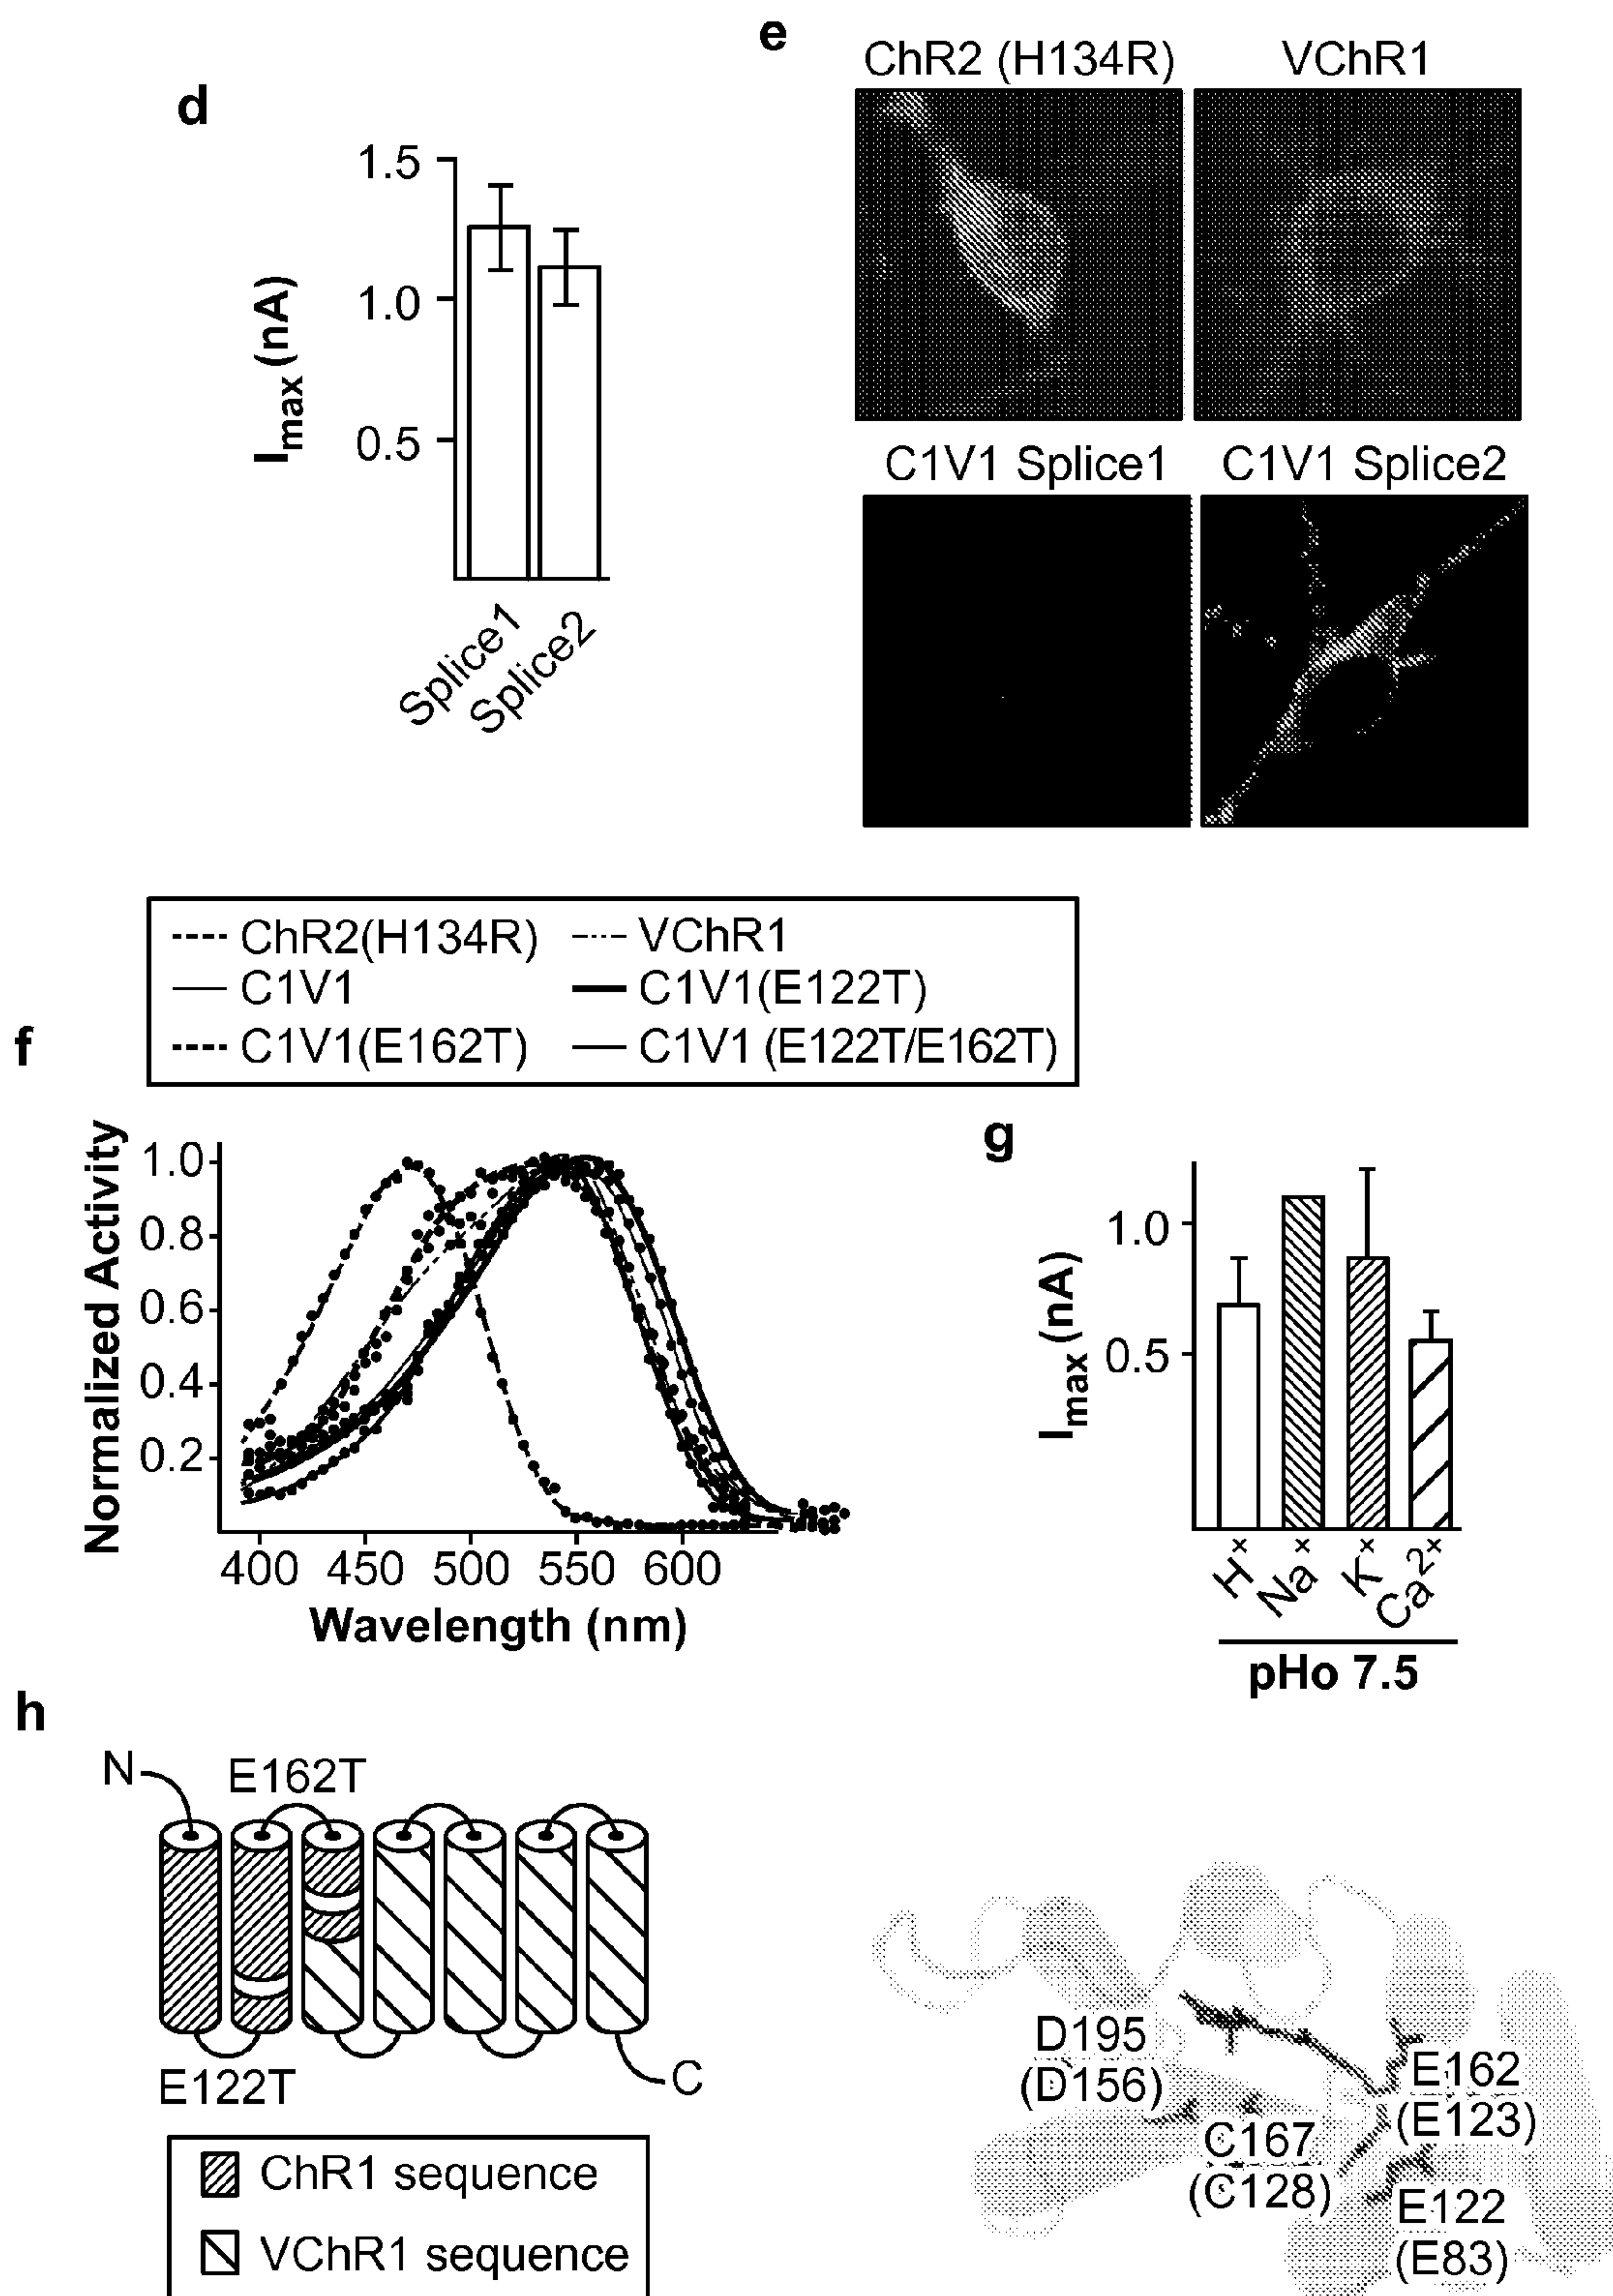 d
1.5
1.0
0.5
Imax (nA)
Splice1
Splice2
e
ChR2 (H134R)
VChR1
C1V1 Splice1
C1V1 Splice2
f
ChR2(H134R)
VChR1
C1V1
C1V1(E122T)
C1V1(E162T)
C1V1 (E122T/E162T)
Normalized Activity
1.0
0.8
0.6
0.4
0.2
400 450 500 550 600
Wavelength (nm)
g
Imax (nA)
1.0
0.5
H+
Na+
K+
Ca2+
pHo 7.5
h
N
E162T
E122T
C
ChR1 sequence
VChR1 sequence
D195
(D156)
C167
(C128)
E162
(E123)
E122
(E83)